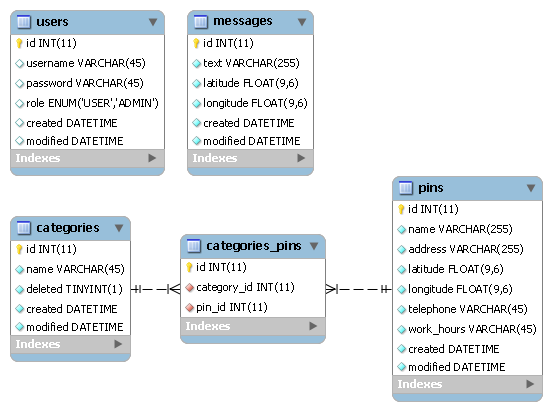 users
id INT(11)
username VARCHAR(45)
password VARCHAR(45)
role ENUM('USER','ADMIN')
created DATETIME
modified DATETIME
Indexes
messages
id INT(11)
text VARCHAR(255)
latitude FLOAT(9,6)
longitude FLOAT(9,6)
created DATETIME
modified DATETIME
Indexes
categories
id INT(11)
name VARCHAR(45)
deleted TINYINT(1)
created DATETIME
modified DATETIME
Indexes
categories_pins
id INT(11)
category_id INT(11)
pin_id INT(11)
Indexes
pins
id INT(11)
name VARCHAR(255)
address VARCHAR(255)
latitude FLOAT(9,6)
longitude FLOAT(9,6)
telephone VARCHAR(45)
work_hours VARCHAR(45)
created DATETIME
modified DATETIME
Indexes